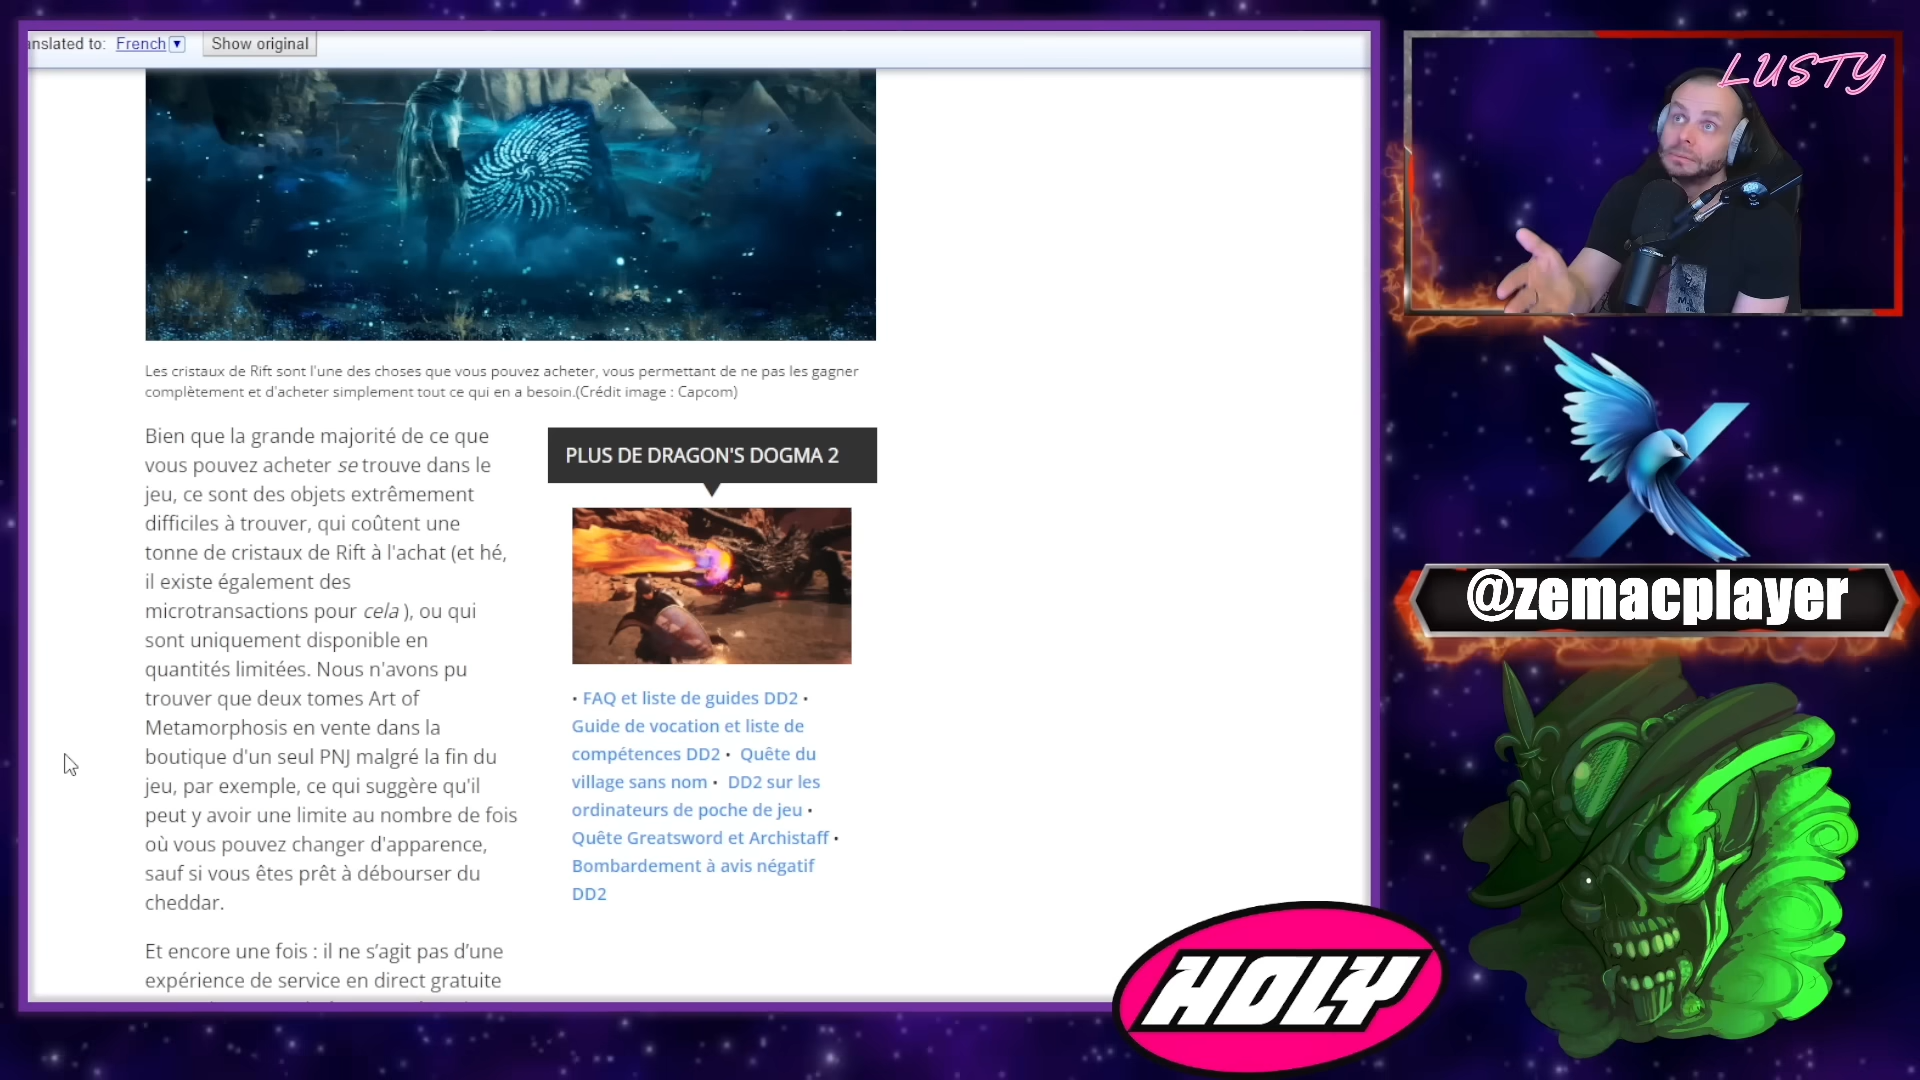 anslated to: French ▼ Show original
LUSTY
Les cristaux de Rift sont l'une des choses que vous pouvez acheter, vous permettant de ne pas les gagner
complètement et d'acheter simplement tout ce qui en a besoin.(Crédit image : Capcom)
Bien que la grande majorité de ce que
vous pouvez acheter se trouve dans le
jeu, ce sont des objets extrêmement
difficiles à trouver, qui coûtent une
tonne de cristaux de Rift à l'achat (et hé,
il existe également des
microtransactions pour cela ), ou qui
sont uniquement disponible en
quantités limitées. Nous n'avons pu
trouver que deux tomes Art of
Metamorphosis en vente dans la
boutique d'un seul PNJ malgré la fin du
jeu, par exemple, ce qui suggère qu'il
peut y avoir une limite au nombre de fois
où vous pouvez changer d'apparence,
sauf si vous êtes prêt à débourser du
cheddar.
Et encore une fois : il ne s’agit pas d’une
expérience de service en direct gratuite
PLUS DE DRAGON'S DOGMA 2
• FAQ et liste de guides DD2 •
Guide de vocation et liste de
compétences DD2 • Quête du
village sans nom • DD2 sur les
ordinateurs de poche de jeu •
Quête Greatsword et Archistaff •
Bombardement à avis négatif
DD2
@zemacplayer
HOLY